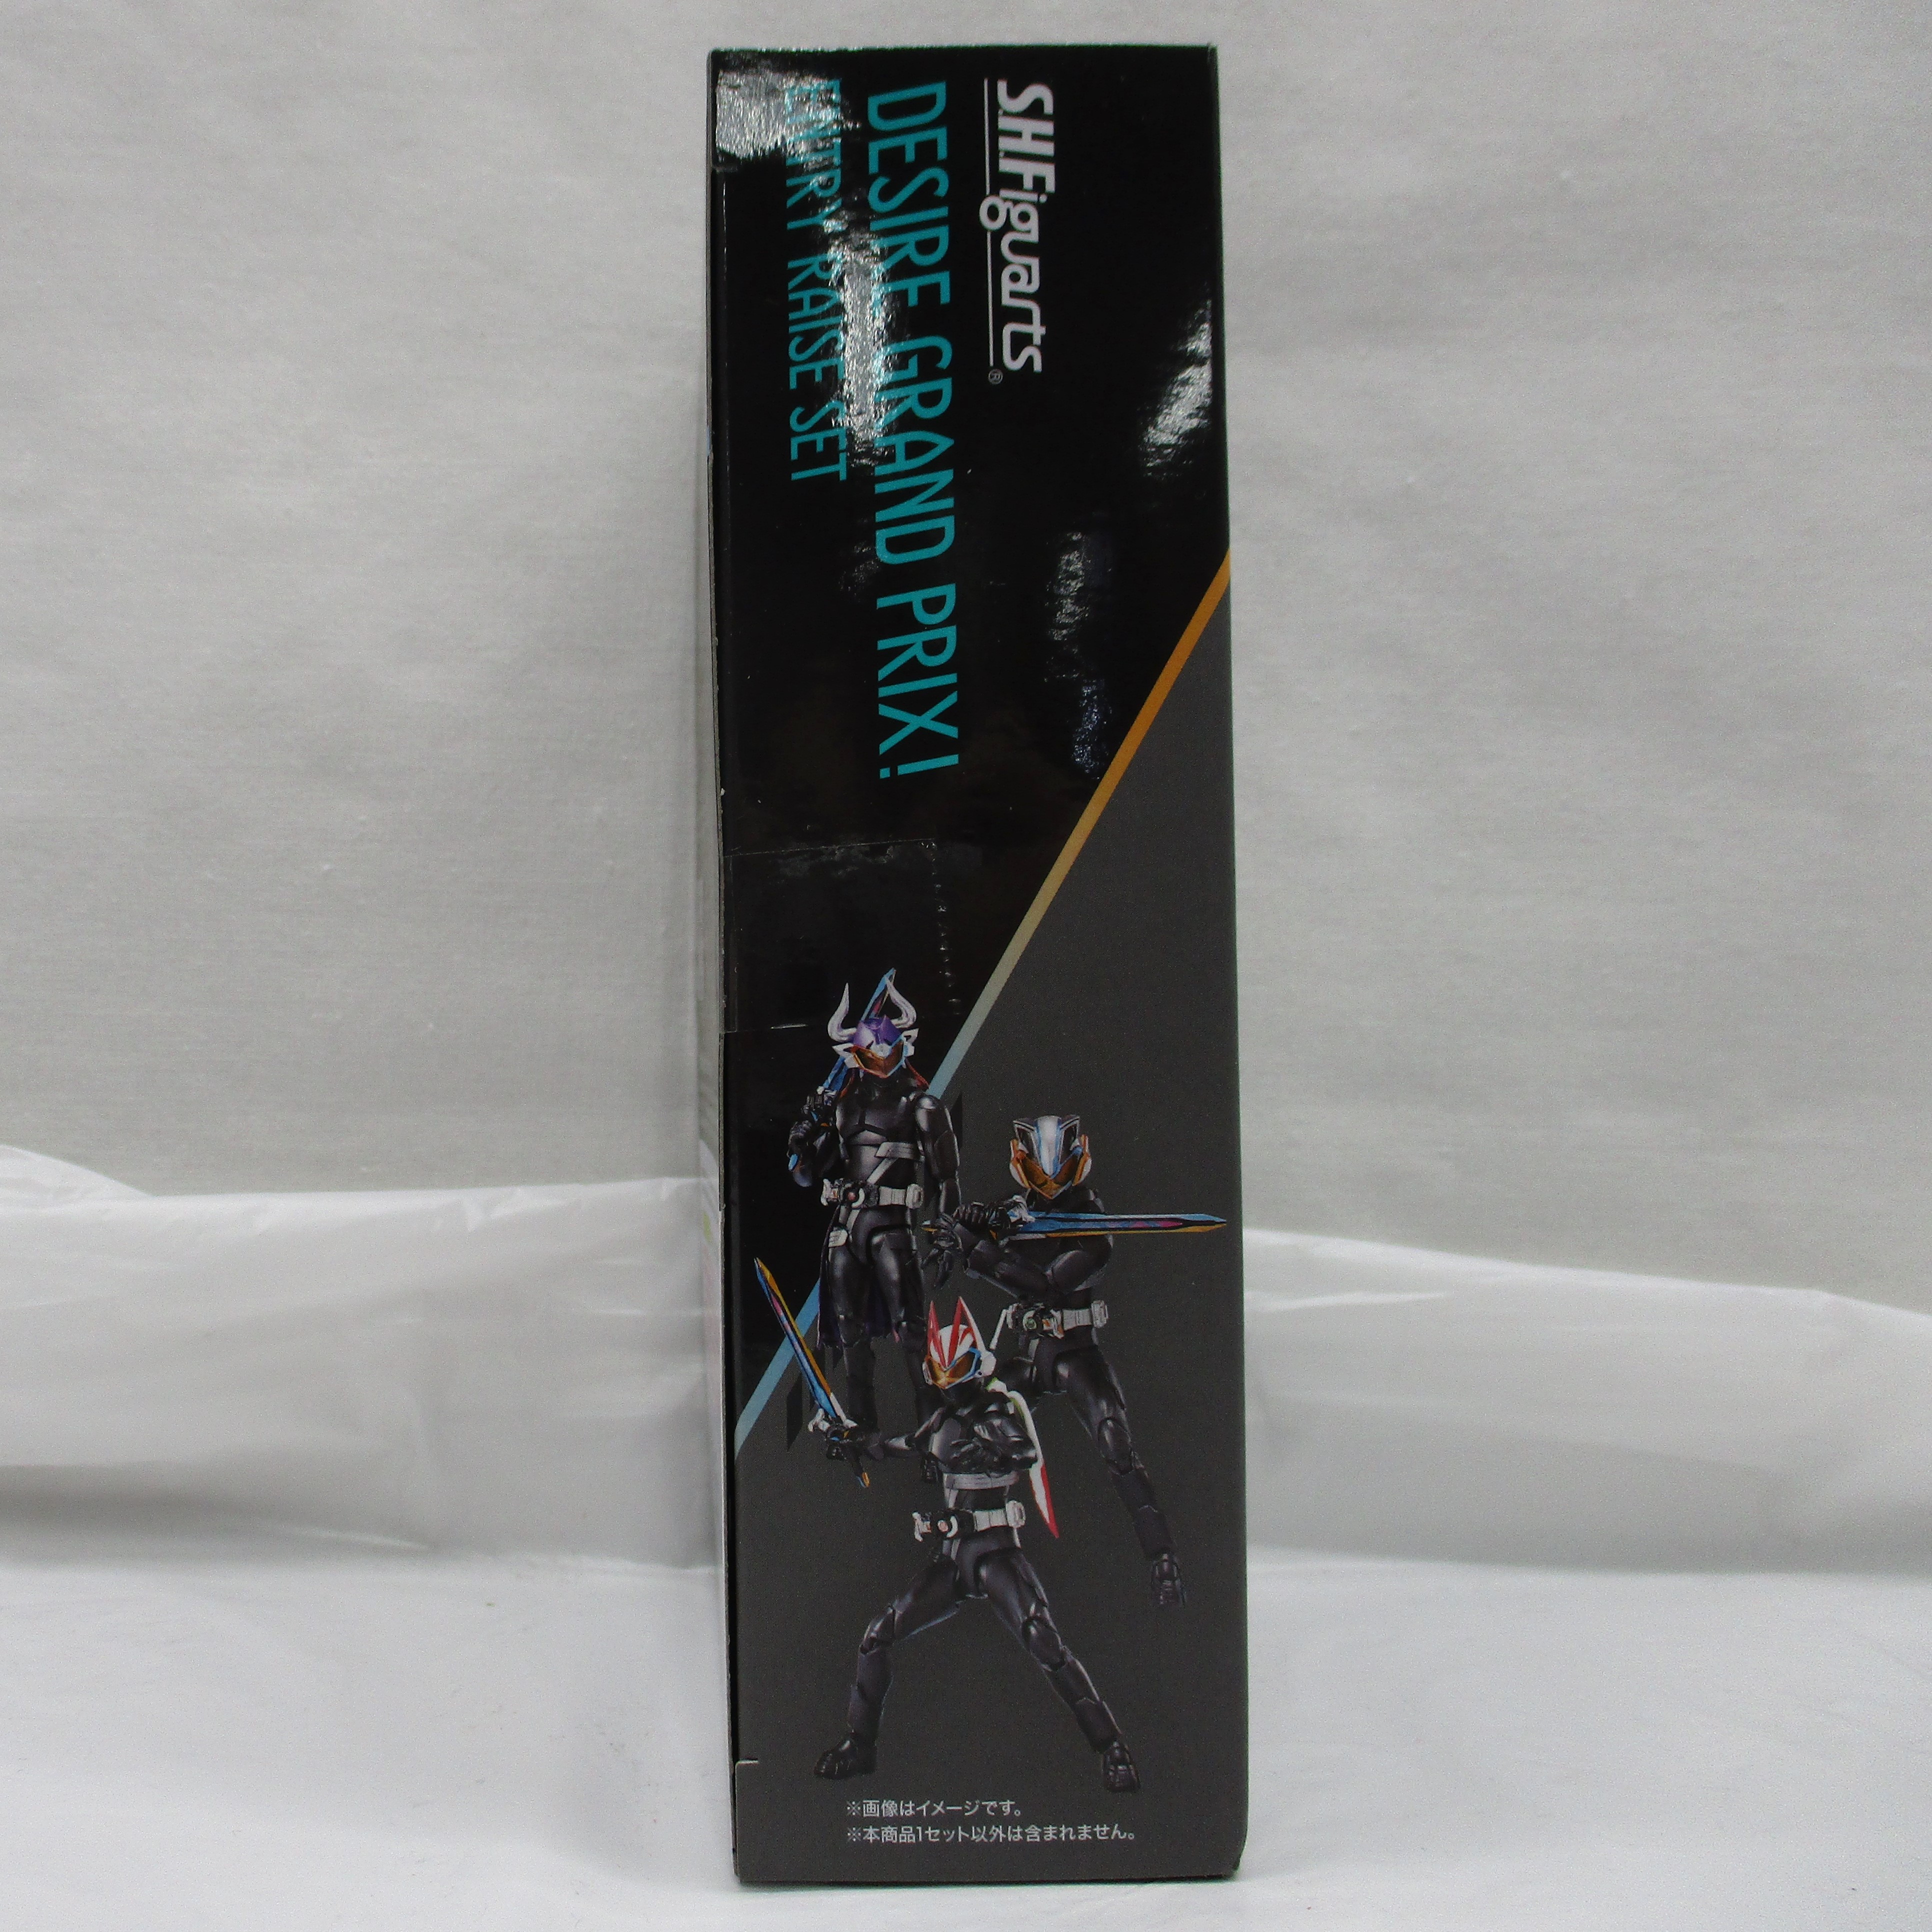 S.H.Figuarts®
DESIRE GRAND PRIX!
ENTRY RAISE SET
※画像はイメージです。
※本商品1セット以外は含まれません。